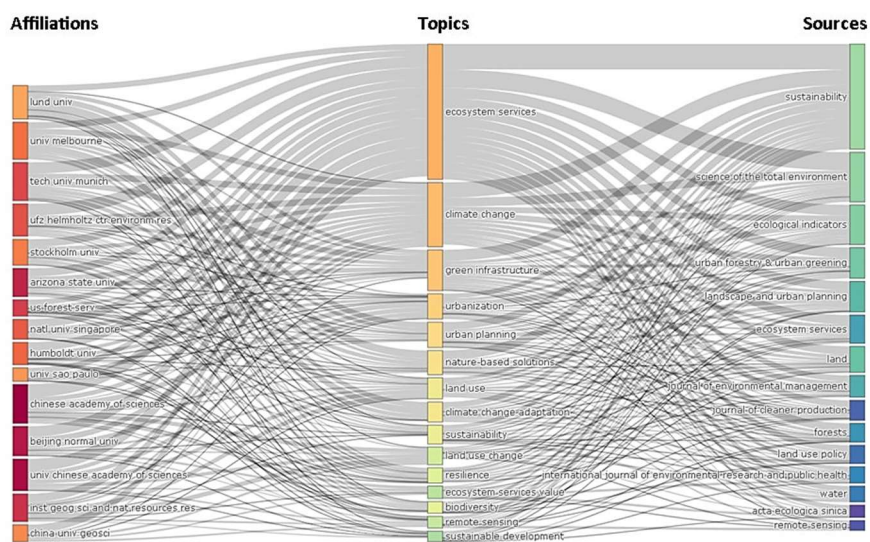 Affiliations
Topics
Sources
lund univ
univ melbourne
tech univ munich
ufz helmholtz ctr environm res
stockholm univ
arizona state univ
us forest serv
natl univ singapore
humboldt univ
univ sao paulo
chinese academy of sciences
beijing normal univ
univ chinese academy of sciences
inst geog sci and nat resources res
china univ geosci
ecosystem services
climate change
green infrastructure
urbanization
urban planning
nature-based solutions
land use
climate change adaptation
sustainability
land use change
resilience
ecosystem services value
biodiversity
remote sensing
sustainable development
sustainability
science of the total environment
ecological indicators
urban forestry & urban greening
landscape and urban planning
ecosystem services
land
journal of environmental management
journal of cleaner production
forests
land use policy
international journal of environmental research and public health
water
acta ecologica sinica
remote sensing